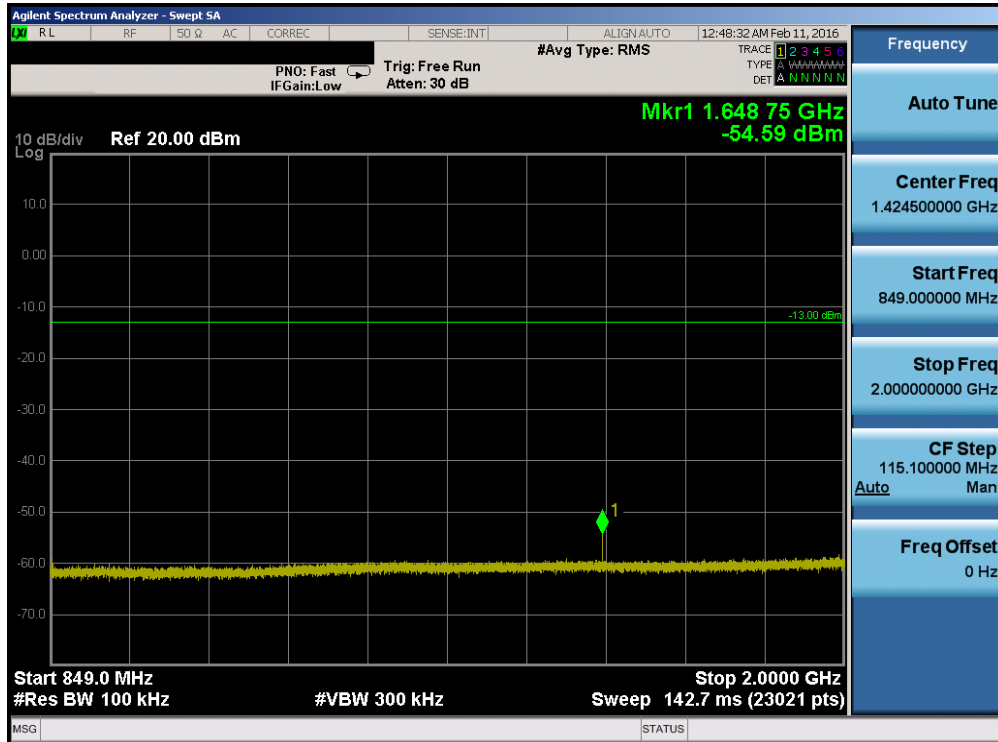 Agilent Spectrum Analyzer - Swept SA
LXI RL RF 50 Ω AC CORREC SENSE:INT ALIGN AUTO 12:48:32 AM Feb 11, 2016
#Avg Type: RMS
TRACE 1 2 3 4 5 6
TYPE A WWWWW
DET A N N N N N
PNO: Fast
IFGain:Low
Trig: Free Run
Atten: 30 dB
Mkr1 1.648 75 GHz
-54.59 dBm
10 dB/div Ref 20.00 dBm
Log
10.0
0.00
-10.0
-13.00 dBm
-20.0
-30.0
-40.0
-50.0
1
-60.0
-70.0
Start 849.0 MHz Stop 2.0000 GHz
#Res BW 100 kHz #VBW 300 kHz Sweep 142.7 ms (23021 pts)
MSG STATUS
Frequency
Auto Tune
Center Freq
1.424500000 GHz
Start Freq
849.000000 MHz
Stop Freq
2.000000000 GHz
CF Step
115.100000 MHz
Auto Man
Freq Offset
0 Hz